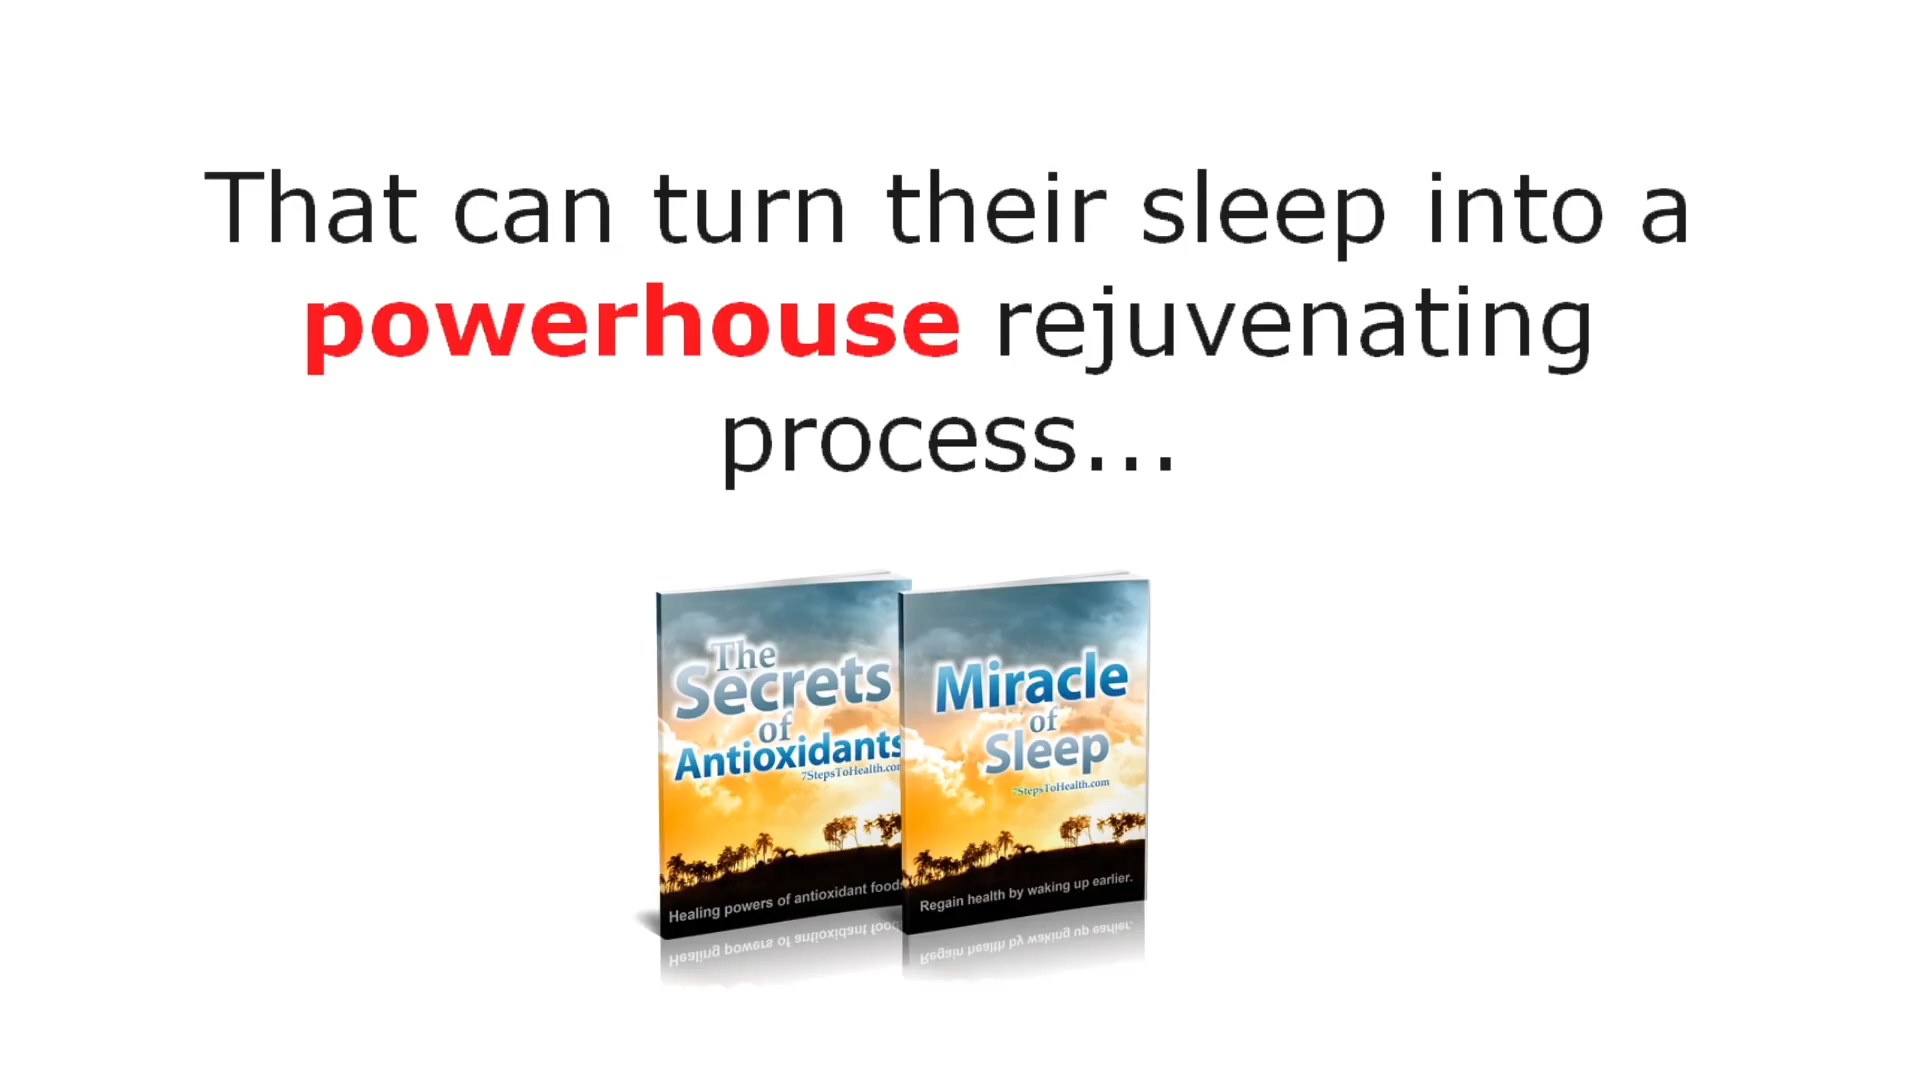 That can turn their sleep into a
powerhouse rejuvenating
process...
The
Secrets
of
Antioxidants
7StepsToHealth.com
Healing powers of antioxidant foods
Miracle
of
Sleep
7StepsToHealth.com
Regain health by waking up earlier.